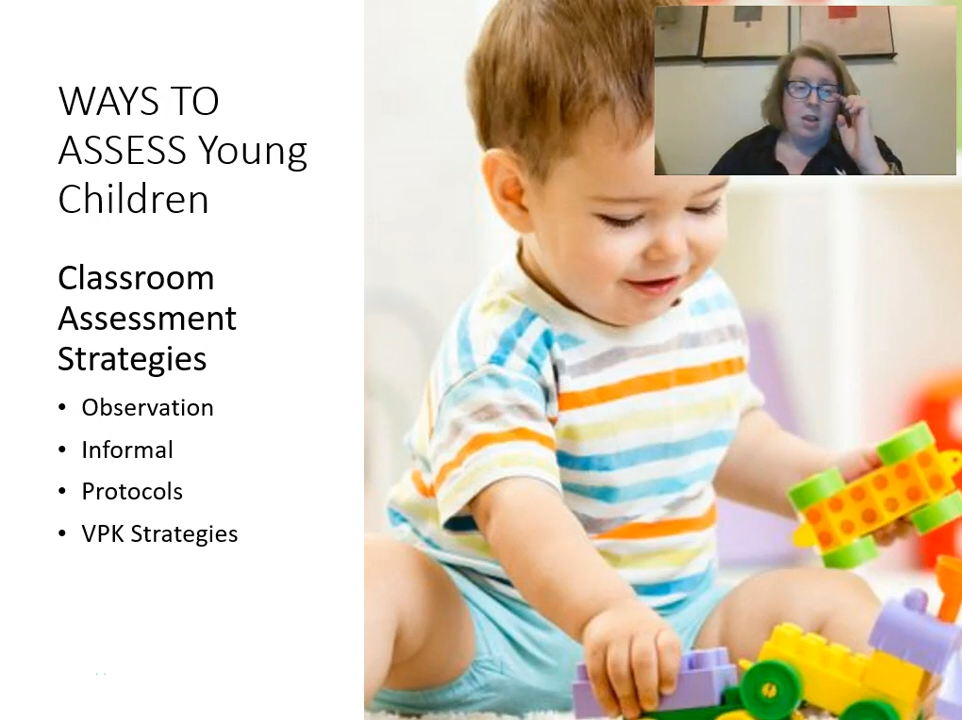 WAYS TO
ASSESS Young
Children
Classroom
Assessment
Strategies
• Observation
• Informal
• Protocols
• VPK Strategies